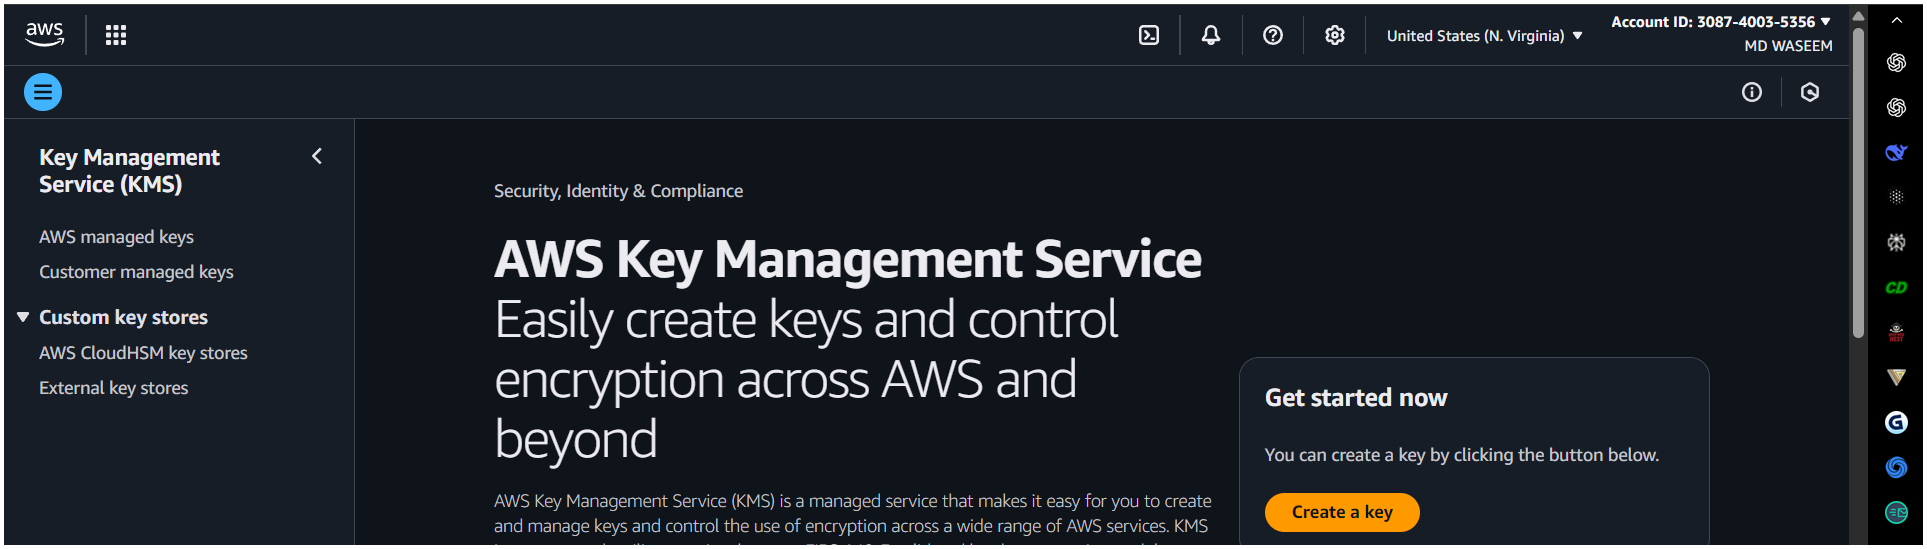 aws
United States (N. Virginia)
Account ID: 3087-4003-5356
MD WASEEM
Key Management
Service (KMS)
AWS managed keys
Customer managed keys
Custom key stores
AWS CloudHSM key stores
External key stores
Security, Identity & Compliance
AWS Key Management Service
Easily create keys and control
encryption across AWS and
beyond
AWS Key Management Service (KMS) is a managed service that makes it easy for you to create
and manage keys and control the use of encryption across a wide range of AWS services. KMS
Get started now
You can create a key by clicking the button below.
Create a key
CD